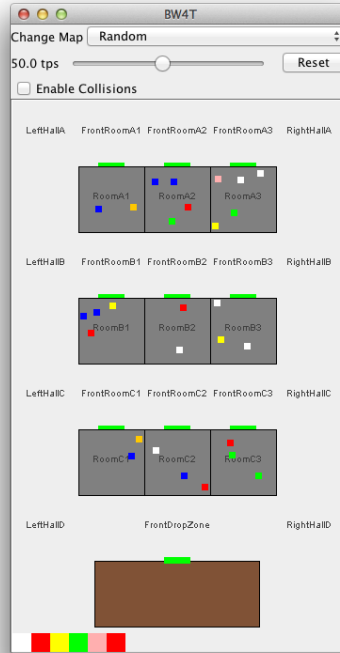 BW4T
Change Map Random
50.0 tps Reset
Enable Collisions
LeftHallA FrontRoomA1 FrontRoomA2 FrontRoomA3 RightHallA
RoomA1 RoomA2 RoomA3
LeftHallB FrontRoomB1 FrontRoomB2 FrontRoomB3 RightHallB
RoomB1 RoomB2 RoomB3
LeftHallC FrontRoomC1 FrontRoomC2 FrontRoomC3 RightHallC
RoomC1 RoomC2 RoomC3
LeftHallD FrontDropZone RightHallD